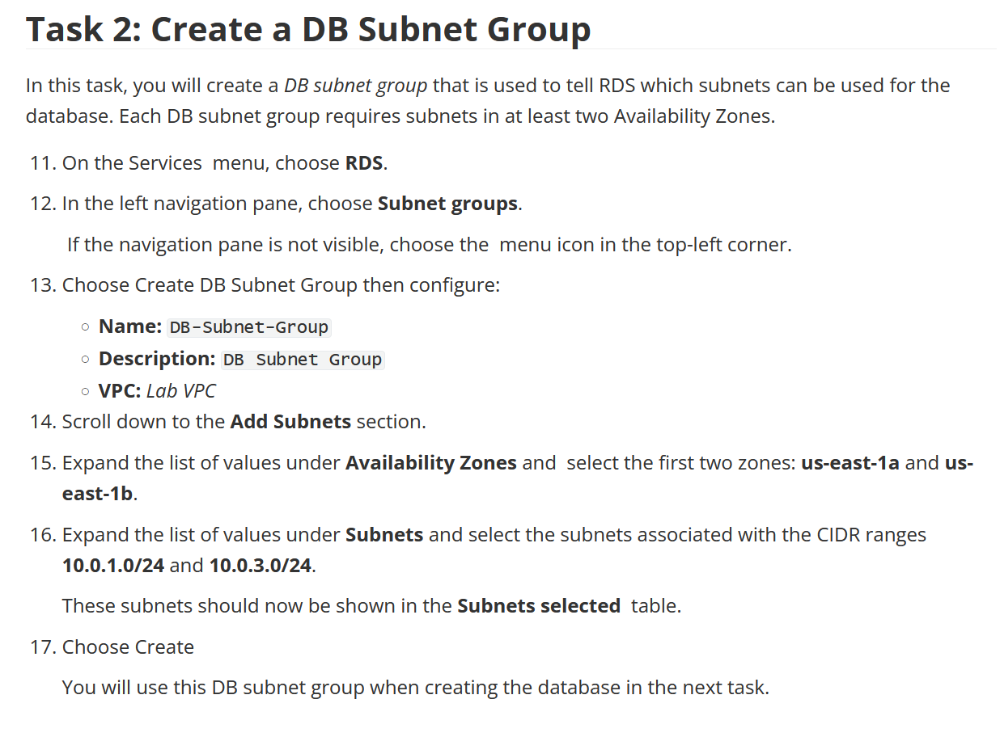 Task 2: Create a DB Subnet Group
In this task, you will create a DB subnet group that is used to tell RDS which subnets can be used for the
database. Each DB subnet group requires subnets in at least two Availability Zones.
11. On the Services  menu, choose RDS.
12. In the left navigation pane, choose Subnet groups.
If the navigation pane is not visible, choose the  menu icon in the top-left corner.
13. Choose Create DB Subnet Group then configure:
○ Name: DB-Subnet-Group
○ Description: DB Subnet Group
○ VPC: Lab VPC
14. Scroll down to the Add Subnets section.
15. Expand the list of values under Availability Zones and  select the first two zones: us-east-1a and us-
east-1b.
16. Expand the list of values under Subnets and select the subnets associated with the CIDR ranges
10.0.1.0/24 and 10.0.3.0/24.
These subnets should now be shown in the Subnets selected  table.
17. Choose Create
You will use this DB subnet group when creating the database in the next task.